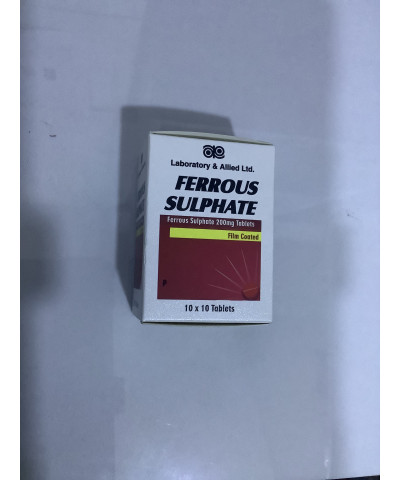 Laboratory & Allied Ltd.
FERROUS
SULPHATE
Ferrous Sulphate 200mg Tablets
Film Coated
10 x 10 Tablets